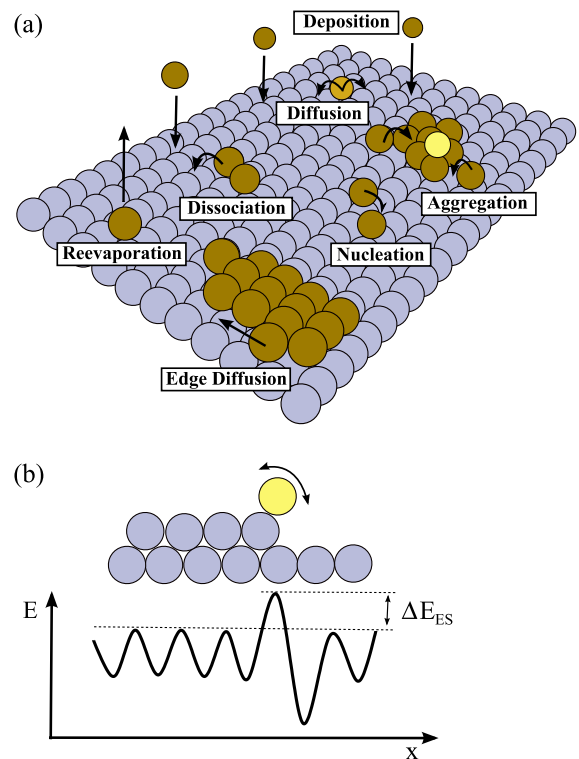 (a)
Deposition
Diffusion
Dissociation
Aggregation
Reevaporation
Nucleation
Edge Diffusion
(b)
E
ΔE_ES
x